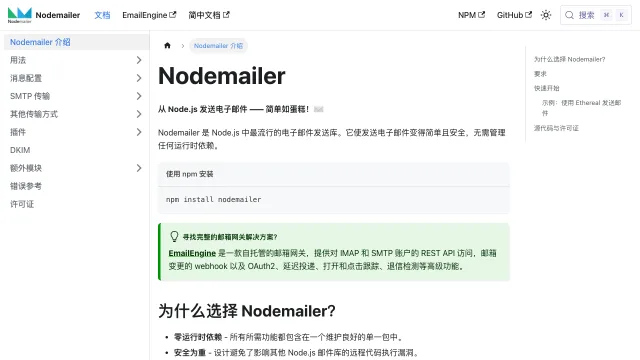 Nodemailer
Nodemailer 文档 EmailEngine 简中文档 NPM GitHub 搜索 ⌘ K
Nodemailer 介绍
用法
消息配置
SMTP 传输
其他传输方式
插件
DKIM
额外模块
错误参考
许可证
Nodemailer 介绍
Nodemailer
从 Node.js 发送电子邮件 —— 简单如蛋糕！✉️
Nodemailer 是 Node.js 中最流行的电子邮件发送库。它使发送电子邮件变得简单且安全，无需管
理任何运行时依赖。
使用 npm 安装
npm install nodemailer
寻找完整的邮箱网关解决方案?
EmailEngine 是一款自托管的邮箱网关，提供对 IMAP 和 SMTP 账户的 REST API 访问，邮箱
变更的 webhook 以及 OAuth2、延迟投递、打开和点击跟踪、退信检测等高级功能。
为什么选择 Nodemailer?
零运行时依赖 - 所有所需功能都包含在一个维护良好的单一包中。
安全为重 - 设计避免了影响其他 Node.js 邮件库的远程代码执行漏洞。
为什么选择 Nodemailer?
要求
快速开始
示例：使用 Ethereal 发送邮
件
源代码与许可证